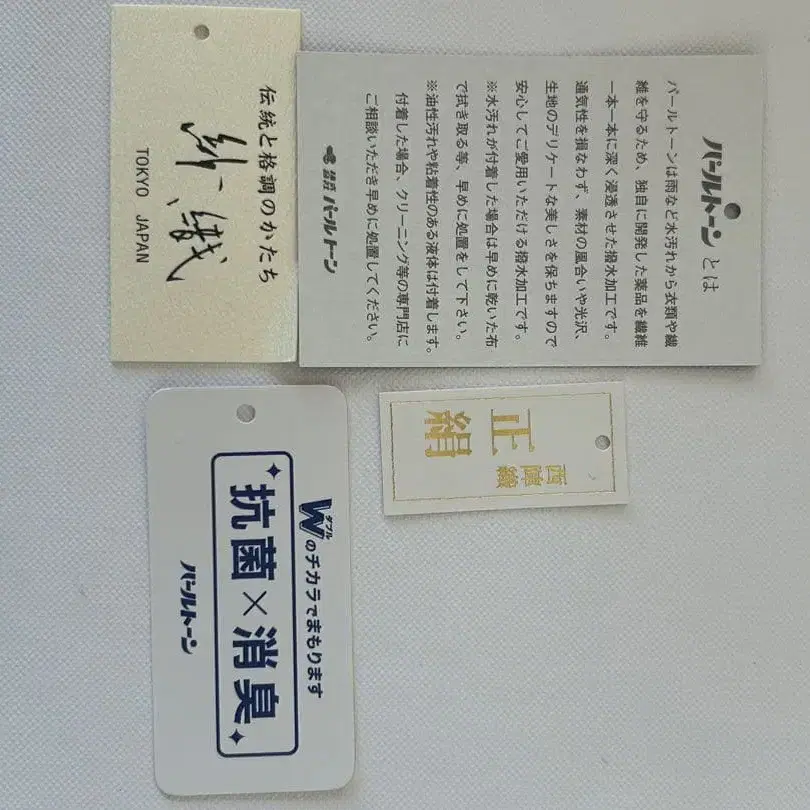 伝統と格調のかたち
TOKYO JAPAN
パールトーンとは
パールトーンは雨など水汚れから衣類や繊
維を守るため、独自に開発した薬品を繊維
一本一本に深く浸透させた撥水加工です。
通気性を損なわず、素材の風合いや光沢、
生地のデリケートな美しさを保ちますので
安心してご愛用いただける撥水加工です。
※水汚れが付着した場合は早めに乾いた布
で拭き取る等、早めに処置をして下さい。
※油性汚れや粘着性のある液体は付着します。
付着した場合、クリーニング等の専門店に
ご相談いただき早めに処置してください。
パールトーン
ダブル
Wのチカラでまもります
抗菌×消臭
パールトーン
西陣織
正絹